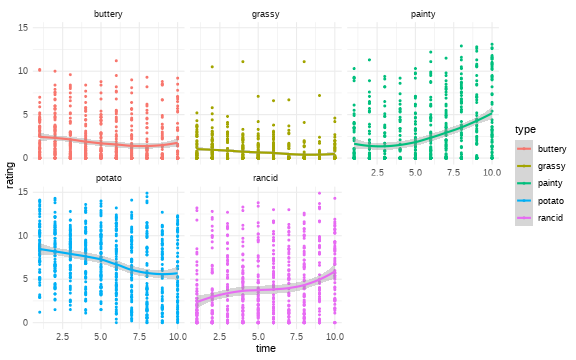 buttery grassy painty
15
10
5
0
rating
2.5 5.0 7.5 10.0
type
buttery
grassy
painty
potato
rancid
potato rancid
15
10
5
0
2.5 5.0 7.5 10.0 2.5 5.0 7.5 10.0
time